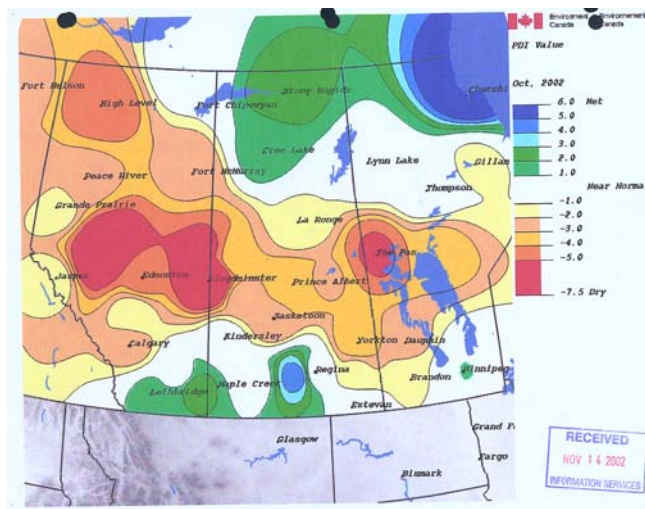 Environment Canada
Environnement Canada
PDI Value
Oct, 2002
6.0 Wet
5.0
4.0
3.0
2.0
1.0
Near Normal
-1.0
-2.0
-3.0
-4.0
-5.0
-7.5 Dry
Fort Nelson
High Level
Fort Chipewyan
Stony Rapids
Churchi
Cree Lake
Lynn Lake
Gillam
Peace River
Fort McMurray
Thompson
Grande Prairie
La Ronge
The Pas
Jasper
Edmonton
Lloydminster
Prince Albert
Saskatoon
Calgary
Kindersley
Yorkton
Dauphin
Regina
Winnipeg
Lethbridge
Maple Creek
Brandon
Estevan
Glasgow
Grand F
Fargo
Bismark
RECEIVED
NOV 14 2002
INFORMATION SERVICES